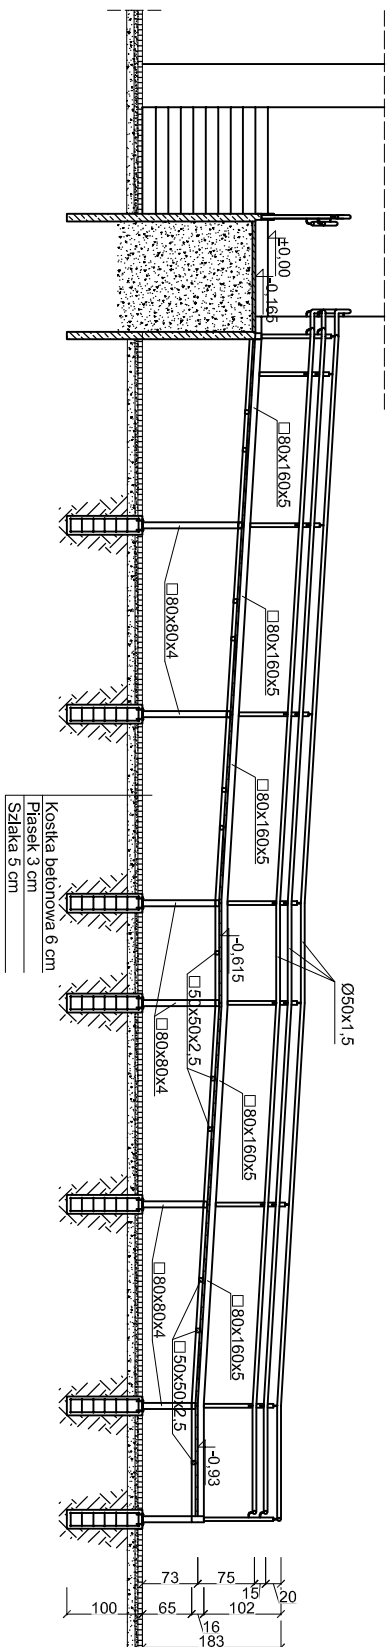 ±0,00
-0,165
□80x160x5
□80x80x4
□80x160x5
□80x160x5
Kostka betonowa 6 cm
Piasek 3 cm
Szlaka 5 cm
-0,615
□50x50x2,5
□80x80x4
Ø50x1,5
□80x160x5
□80x80x4
□80x160x5
□50x50x2,5
-0,93
73
75
15
20
100
65
16
102
183